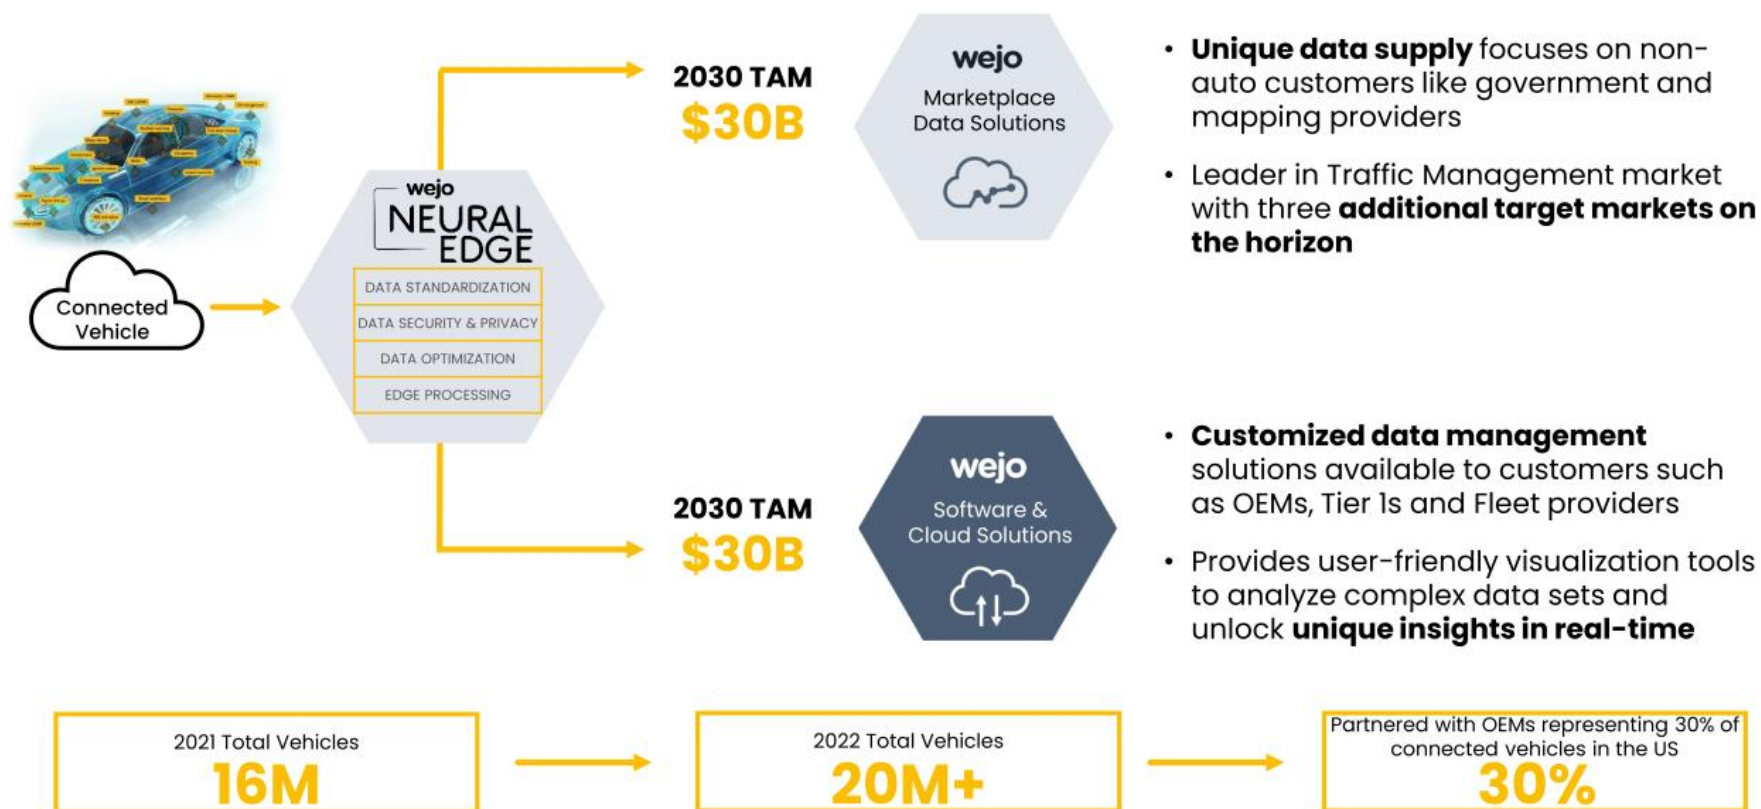 Connected
Vehicle
wejo
NEURAL
EDGE
DATA STANDARDIZATION
DATA SECURITY & PRIVACY
DATA OPTIMIZATION
EDGE PROCESSING
2030 TAM
$30B
wejo
Marketplace
Data Solutions
• Unique data supply focuses on non-
auto customers like government and
mapping providers
• Leader in Traffic Management market
with three additional target markets on
the horizon
2030 TAM
$30B
wejo
Software &
Cloud Solutions
• Customized data management
solutions available to customers such
as OEMs, Tier 1s and Fleet providers
• Provides user-friendly visualization tools
to analyze complex data sets and
unlock unique insights in real-time
2021 Total Vehicles
16M
2022 Total Vehicles
20M+
Partnered with OEMs representing 30% of
connected vehicles in the US
30%